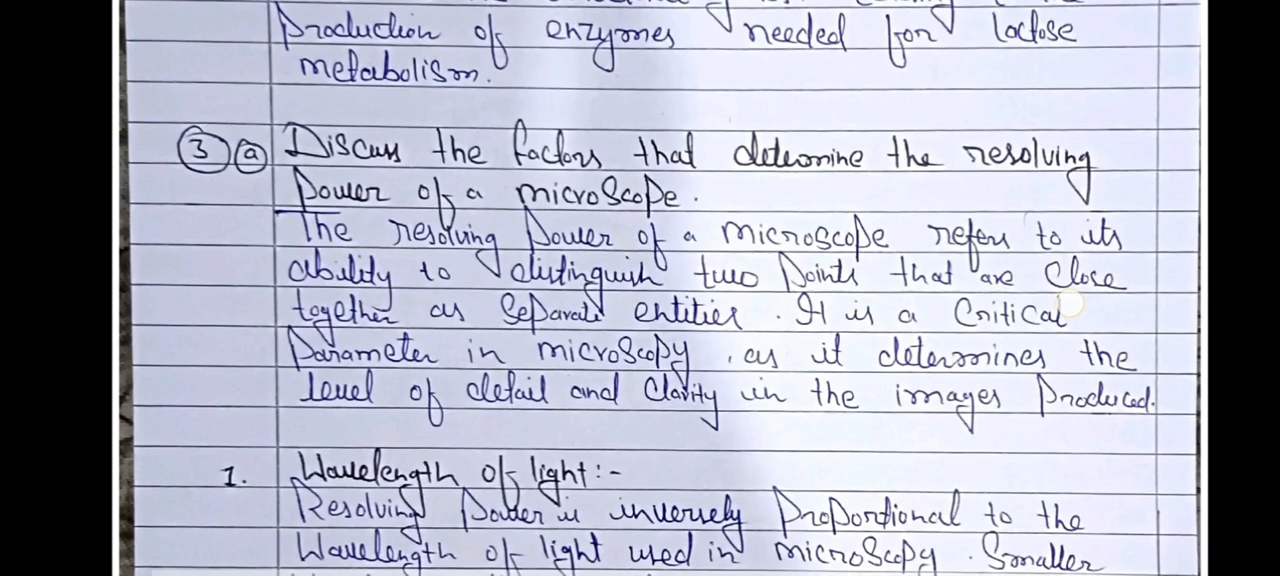 Production of enzymes needed for lactose
metabolism.
3 a Discuss the factors that determine the resolving
power of a microscope.
The resolving power of a microscope refers to its
ability to distinguish two points that are close
together as separate entities. It is a critical
parameter in microscopy, as it determines the
level of detail and clarity in the images produced.
1. Wavelength of light:-
Resolving power is inversely proportional to the
wavelength of light used in microscopy. Smaller